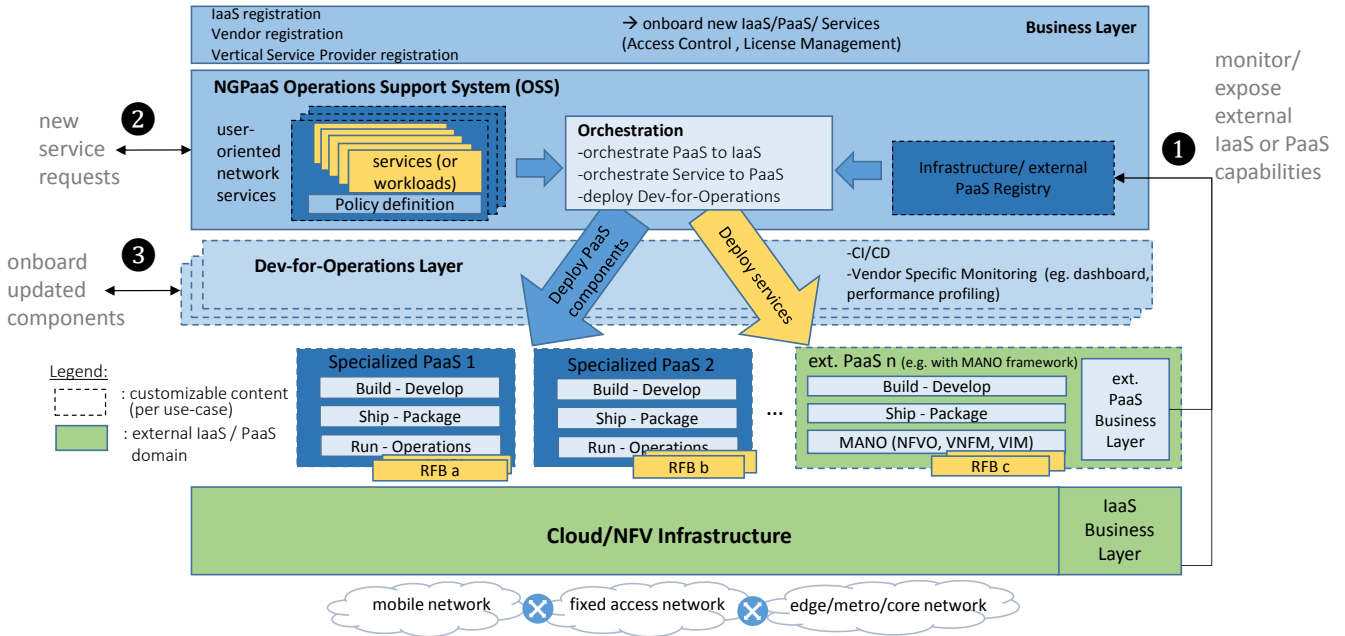 IaaS registration
Vendor registration
Vertical Service Provider registration
→ onboard new IaaS/PaaS/ Services
(Access Control , License Management)
Business Layer
NGPaaS Operations Support System (OSS)
user-
oriented
network
services
services (or
workloads)
Policy definition
Orchestration
-orchestrate PaaS to IaaS
-orchestrate Service to PaaS
-deploy Dev-for-Operations
Infrastructure/ external
PaaS Registry
1
monitor/
expose
external
IaaS or PaaS
capabilities
2
new
service
requests
3
onboard
updated
components
Dev-for-Operations Layer
Deploy PaaS
components
Deploy services
-CI/CD
-Vendor Specific Monitoring (eg. dashboard,
performance profiling)
Legend:
: customizable content
(per use-case)
: external IaaS / PaaS
domain
Specialized PaaS 1
Build - Develop
Ship - Package
Run - Operations
RFB a
Specialized PaaS 2
Build - Develop
Ship - Package
Run - Operations
RFB b
...
ext. PaaS n (e.g. with MANO framework)
Build - Develop
Ship - Package
MANO (NFVO, VNFM, VIM)
RFB c
ext.
PaaS
Business
Layer
Cloud/NFV Infrastructure
IaaS
Business
Layer
mobile network
fixed access network
edge/metro/core network